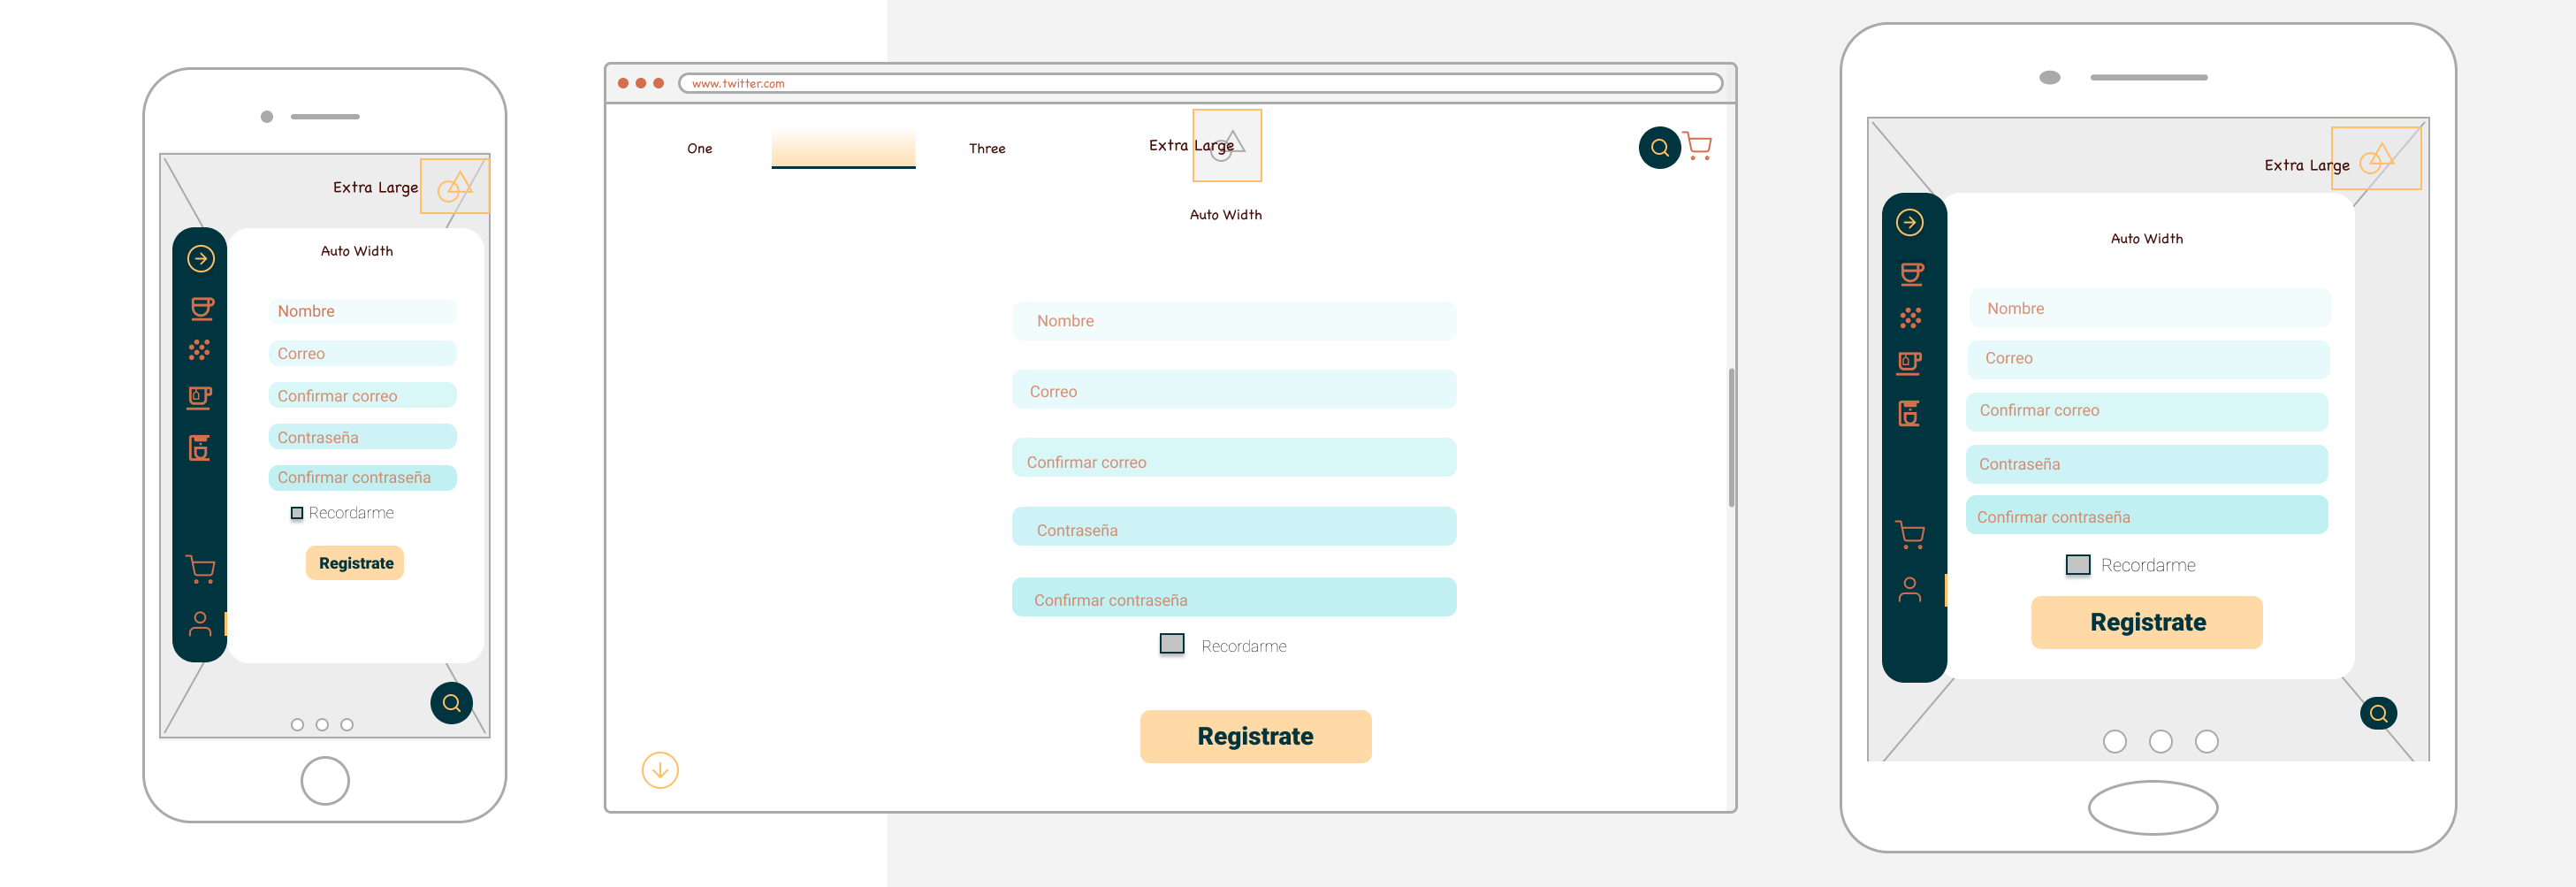 Extra Large
Auto Width
Nombre
Correo
Confirmar correo
Contraseña
Confirmar contraseña
Recordarme
Registrate
www.twitter.com
One
Three
Extra Large
Auto Width
Nombre
Correo
Confirmar correo
Contraseña
Confirmar contraseña
Recordarme
Registrate
Extra Large
Auto Width
Nombre
Correo
Confirmar correo
Contraseña
Confirmar contraseña
Recordarme
Registrate